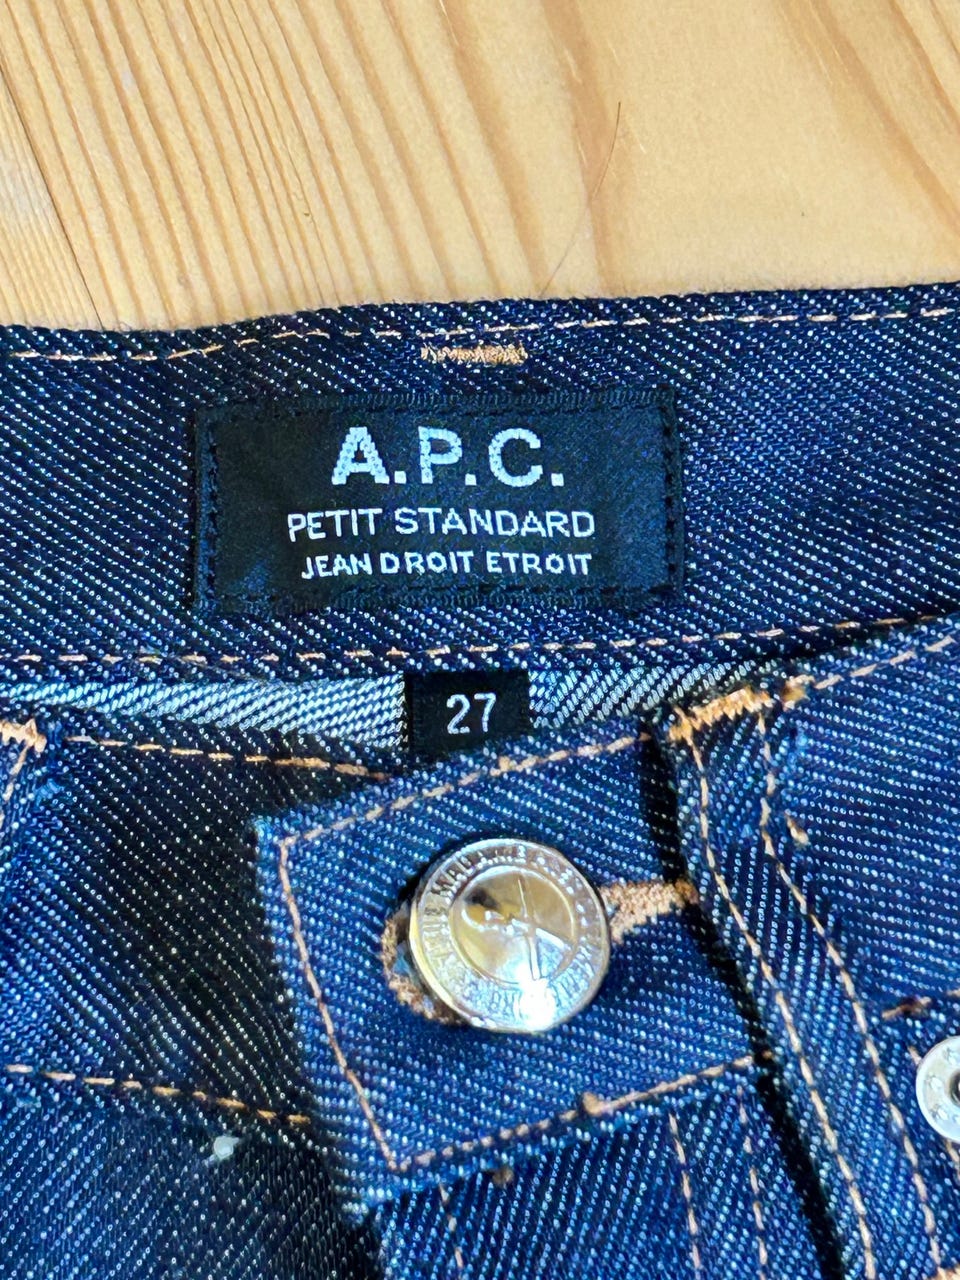 A.P.C.
PETIT STANDARD
JEAN DROIT ETROIT
27